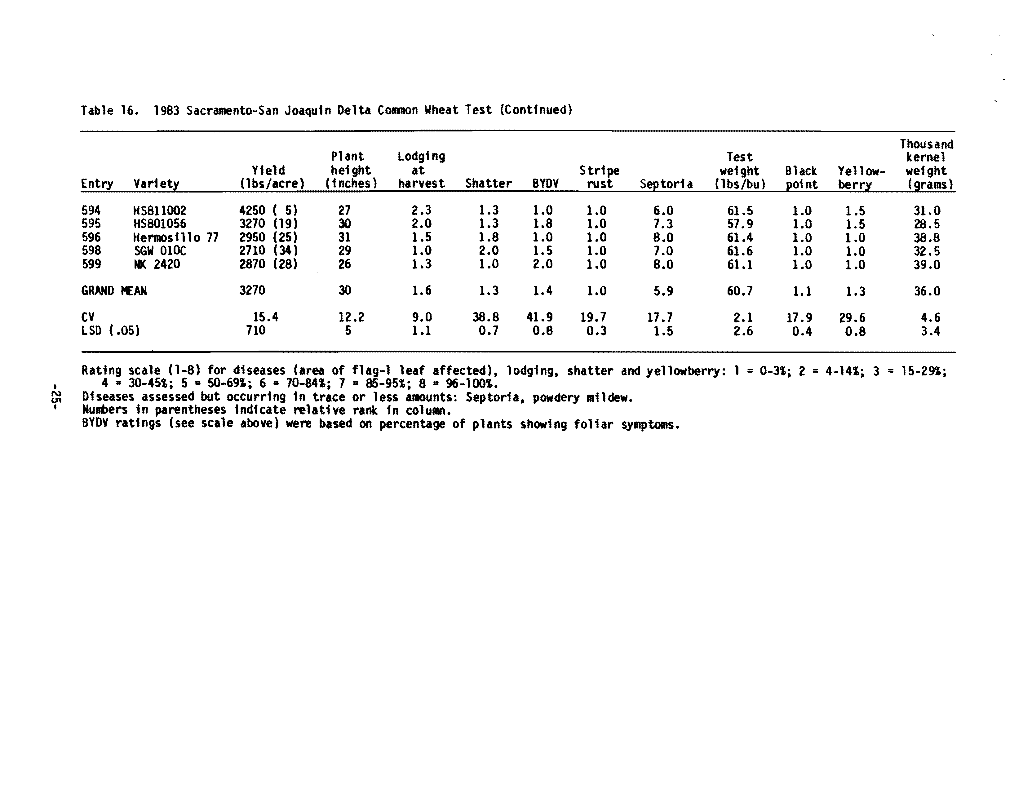 Table 16. 1983 Sacramento-San Joaquin Delta Common Wheat Test (Continued)
Thousand
Plant Lodging Test kernel
Yield height at Stripe weight Black Yellow- weight
Entry Variety (lbs/acre) (inches) harvest Shatter BYDV rust Septoria (lbs/bu) point berry (grams)
594 HS811002 4250 ( 5) 27 2.3 1.3 1.0 1.0 6.0 61.5 1.0 1.5 31.0
595 HS801056 3270 (19) 30 2.0 1.3 1.8 1.0 7.3 57.9 1.0 1.5 28.5
596 Hermosillo 77 2950 (25) 31 1.5 1.8 1.0 1.0 8.0 61.4 1.0 1.0 38.8
598 SGW 010C 2710 (34) 29 1.0 2.0 1.5 1.0 7.0 61.6 1.0 1.0 32.5
599 NK 2420 2870 (28) 26 1.3 1.0 2.0 1.0 8.0 61.1 1.0 1.0 39.0
GRAND MEAN 3270 30 1.6 1.3 1.4 1.0 5.9 60.7 1.1 1.3 36.0
CV 15.4 12.2 9.0 38.8 41.9 19.7 17.7 2.1 17.9 29.6 4.6
LSD (.05) 710 5 1.1 0.7 0.8 0.3 1.5 2.6 0.4 0.8 3.4
Rating scale (1-8) for diseases (area of flag-1 leaf affected), lodging, shatter and yellowberry: 1 = 0-3%; 2 = 4-14%; 3 = 15-29%;
4 = 30-45%; 5 = 50-69%; 6 = 70-84%; 7 = 85-95%; 8 = 96-100%.
Diseases assessed but occurring in trace or less amounts: Septoria, powdery mildew.
Numbers in parentheses indicate relative rank in column.
BYDV ratings (see scale above) were based on percentage of plants showing foliar symptoms.
-25-